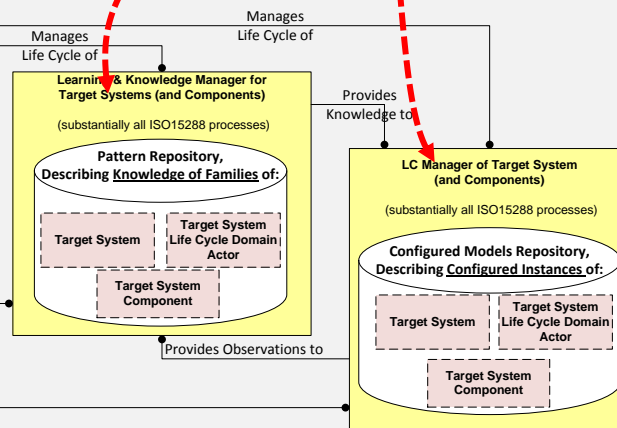 Manages
Life Cycle of
Manages
Life Cycle of
Learning & Knowledge Manager for
Target Systems (and Components)
(substantially all ISO15288 processes)
Pattern Repository,
Describing Knowledge of Families of:
Target System
Target System
Life Cycle Domain
Actor
Target System
Component
Provides
Knowledge to
LC Manager of Target System
(and Components)
(substantially all ISO15288 processes)
Configured Models Repository,
Describing Configured Instances of:
Target System
Target System
Life Cycle Domain
Actor
Target System
Component
Provides Observations to